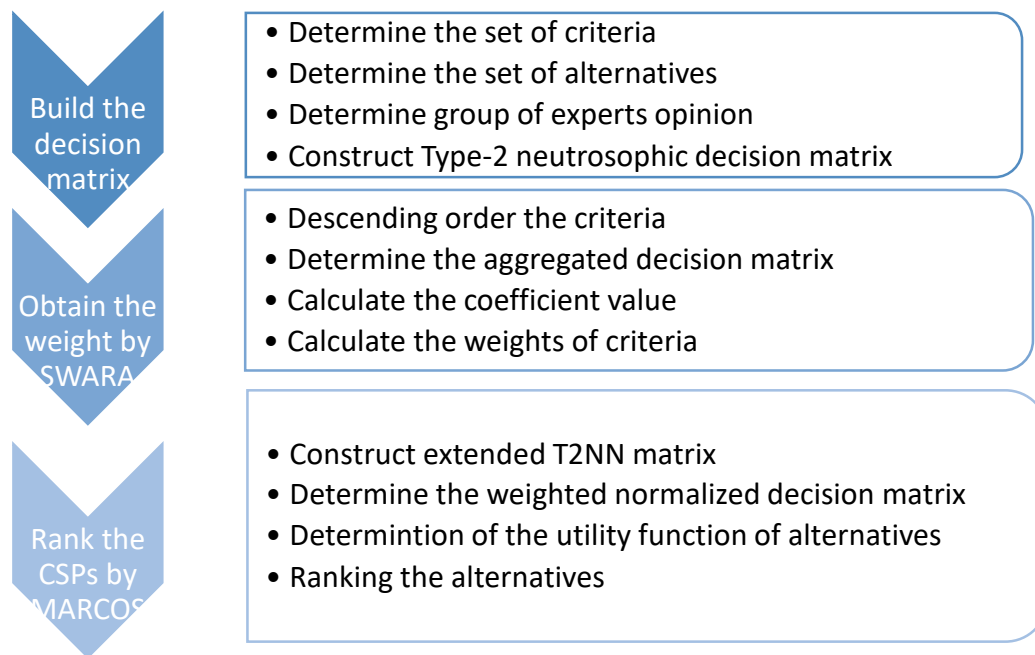 Build the
decision
matrix
• Determine the set of criteria
• Determine the set of alternatives
• Determine group of experts opinion
• Construct Type-2 neutrosophic decision matrix
Obtain the
weight by
SWARA
• Descending order the criteria
• Determine the aggregated decision matrix
• Calculate the coefficient value
• Calculate the weights of criteria
Rank the
CSPs by
MARCOS
• Construct extended T2NN matrix
• Determine the weighted normalized decision matrix
• Determintion of the utility function of alternatives
• Ranking the alternatives